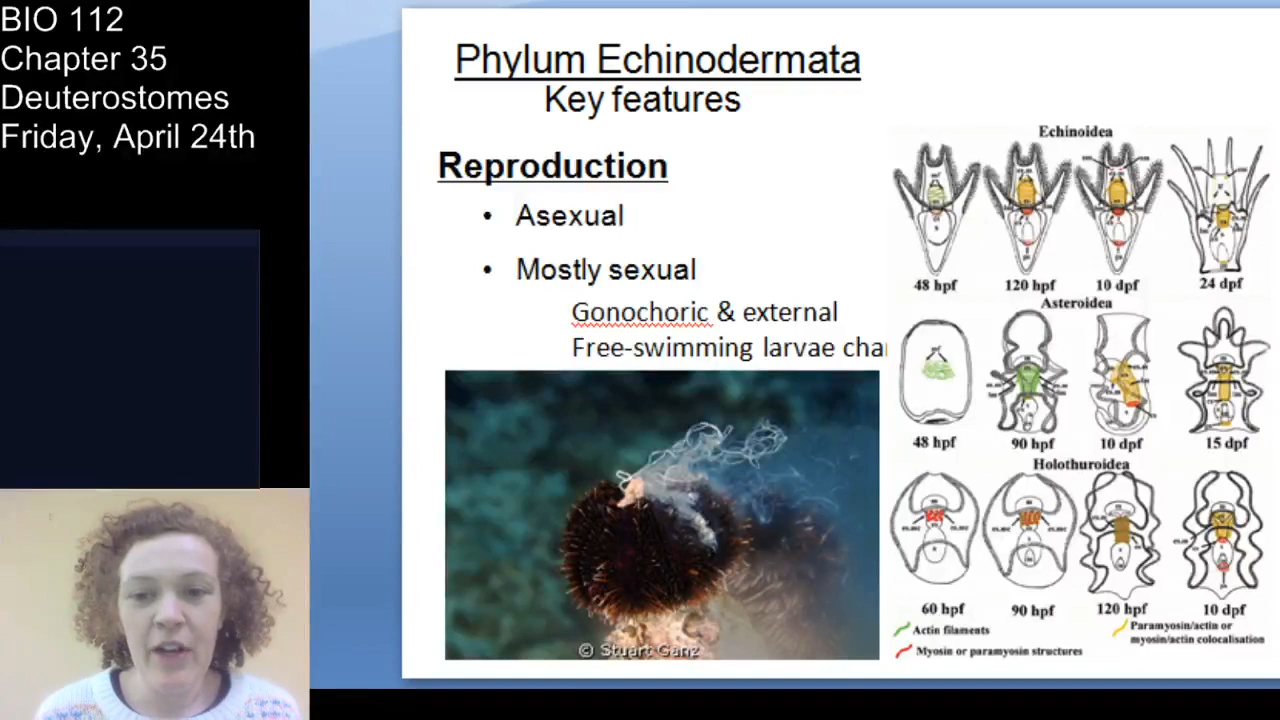 BIO 112
Chapter 35
Deuterostomes
Friday, April 24th
Phylum Echinodermata
Key features
Reproduction
• Asexual
• Mostly sexual
Gonochoric & external
Free-swimming larvae char
© Stuart Ganz
Echinoidea
48 hpf 120 hpf 10 dpf 24 dpf
Asteroidea
48 hpf 90 hpf 10 dpf 15 dpf
Holothuroidea
60 hpf 90 hpf 120 hpf 10 dpf
Actin filaments
Myosin or paramyosin structures
Paramyosin/actin or
myosin/actin colocalisation